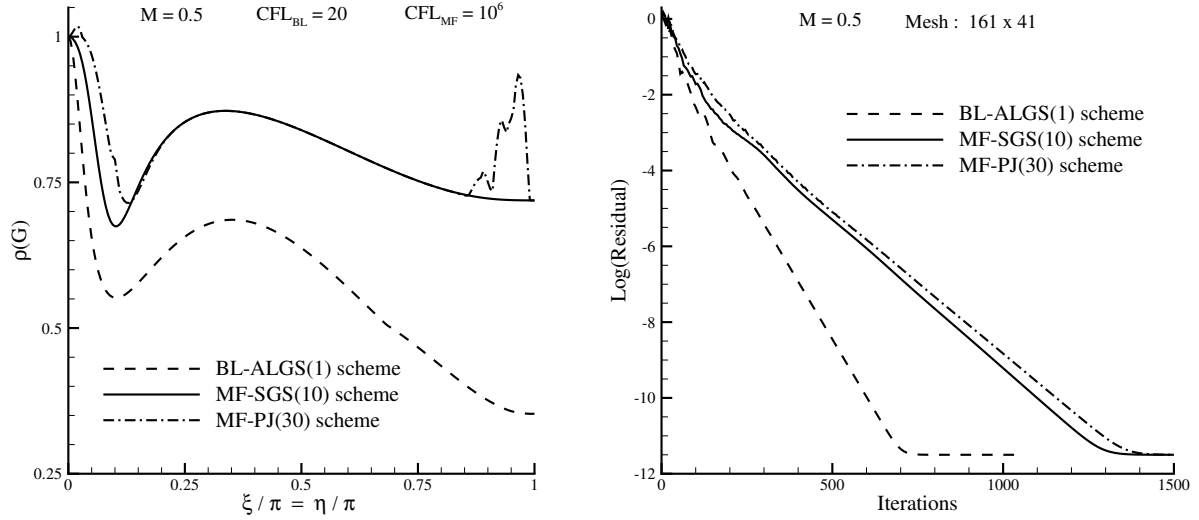 M = 0.5 CFL_BL = 20 CFL_MF = 10^6
1
0.75
0.5
0.25
ρ(G)
BL-ALGS(1) scheme
MF-SGS(10) scheme
MF-PJ(30) scheme
0 0.25 0.5 0.75 1
ξ / π = η / π
M = 0.5 Mesh : 161 x 41
0
-2
-4
-6
-8
-10
-12
Log(Residual)
BL-ALGS(1) scheme
MF-SGS(10) scheme
MF-PJ(30) scheme
0 500 1000 1500
Iterations